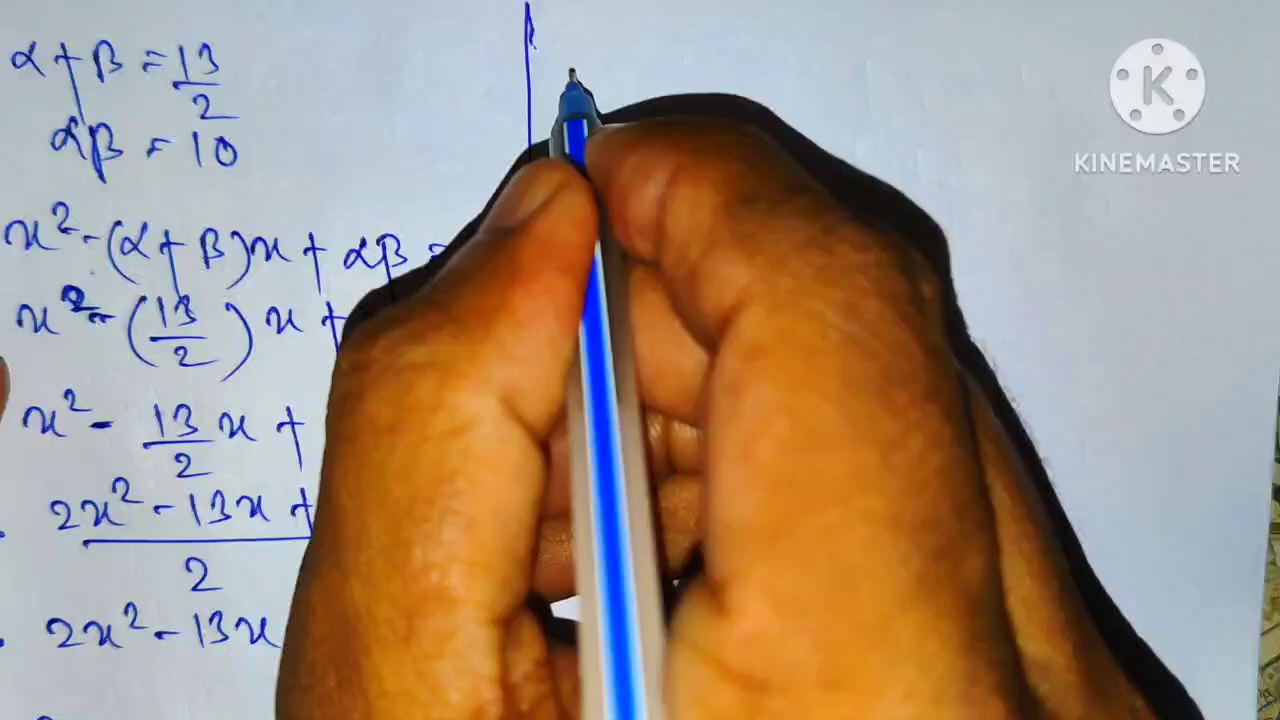 α + β = 13/2
αβ = 10
x² - (α + β)x + αβ =
x² - (13/2)x +
x² - 13/2 x +
2x² - 13x +
2
2x² - 13x
K
KINEMASTER